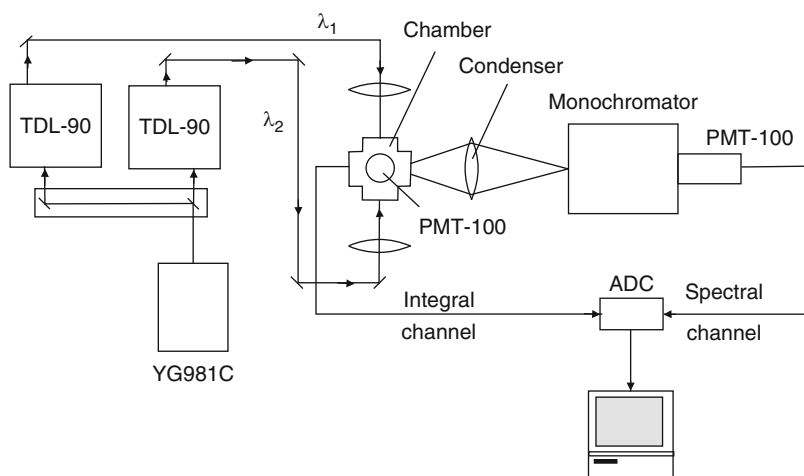 λ1
Chamber
Condenser
Monochromator
TDL-90
TDL-90
λ2
PMT-100
PMT-100
Integral
channel
ADC
Spectral
channel
YG981C